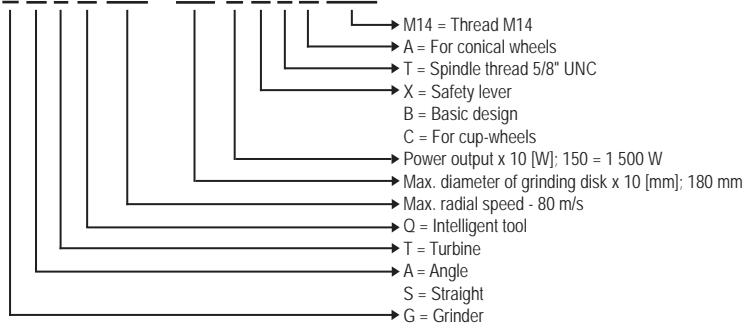 M14 = Thread M14
A = For conical wheels
T = Spindle thread 5/8" UNC
X = Safety lever
B = Basic design
C = For cup-wheels
Power output x 10 [W]; 150 = 1 500 W
Max. diameter of grinding disk x 10 [mm]; 180 mm
Max. radial speed - 80 m/s
Q = Intelligent tool
T = Turbine
A = Angle
S = Straight
G = Grinder